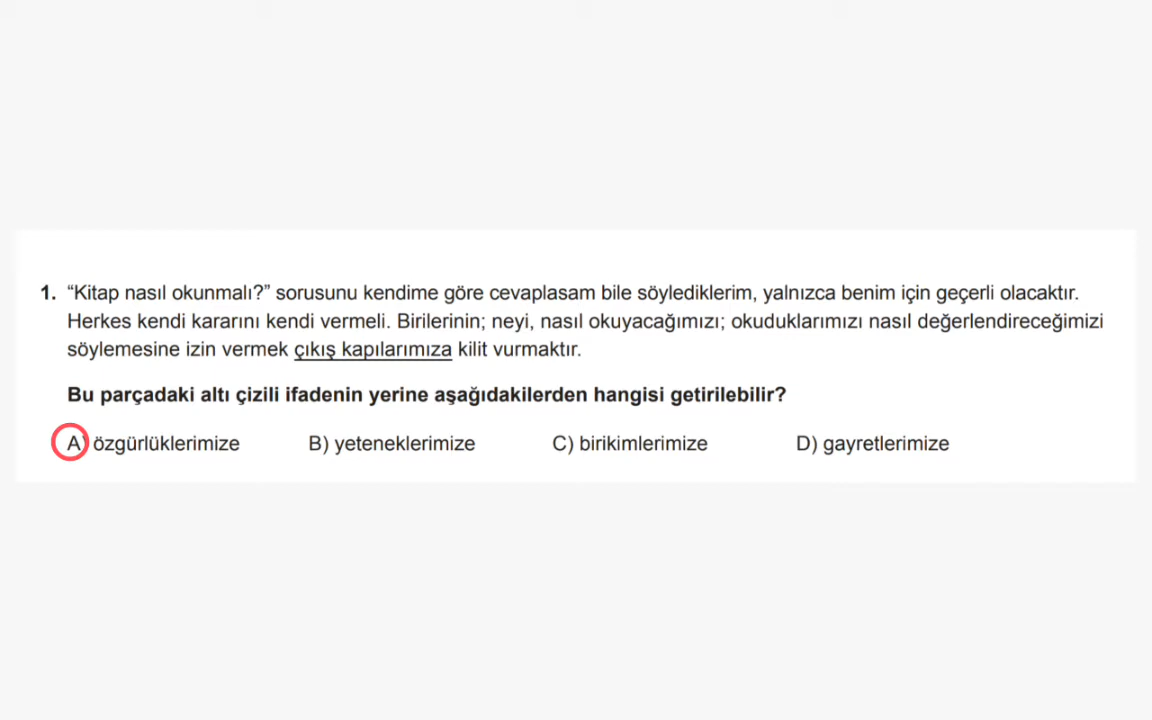 1. “Kitap nasıl okunmalı?” sorusunu kendime göre cevaplasam bile söylediklerim, yalnızca benim için geçerli olacaktır.
Herkes kendi kararını kendi vermeli. Birilerinin; neyi, nasıl okuyacağımızı; okuduklarımızı nasıl değerlendireceğimizi
söylemesine izin vermek çıkış kapılarımıza kilit vurmaktır.
Bu parçadaki altı çizili ifadenin yerine aşağıdakilerden hangisi getirilebilir?
A) özgürlüklerimize B) yeteneklerimize C) birikimlerimize D) gayretlerimize